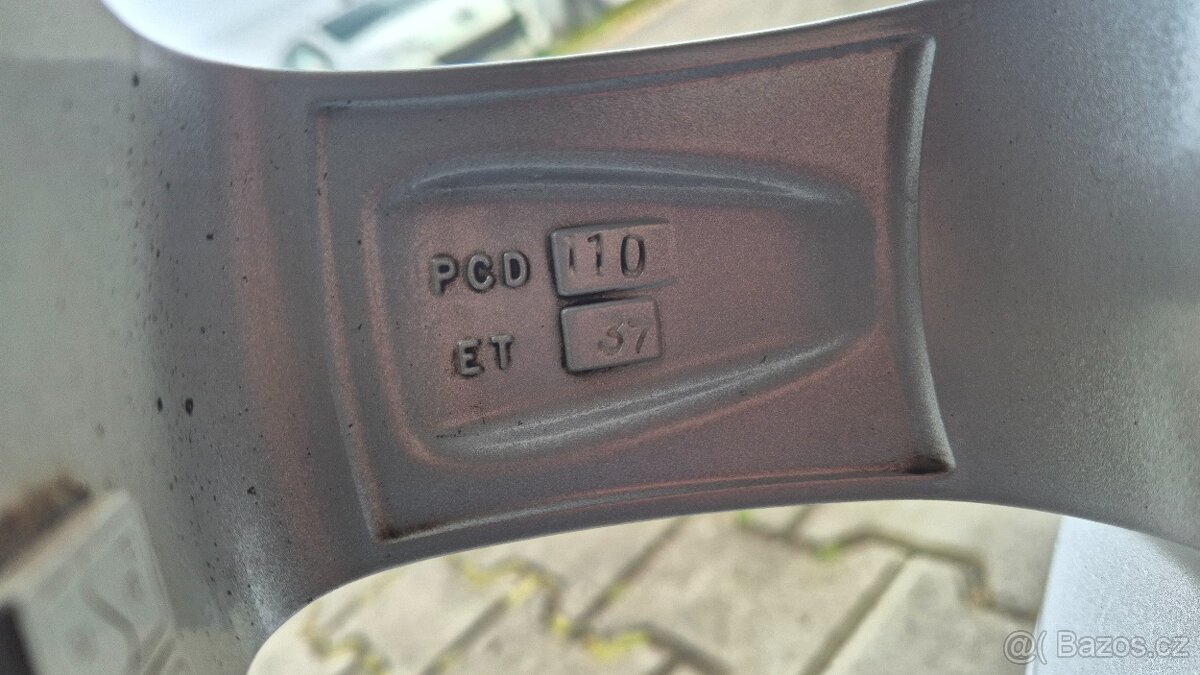 PCD 110
ET 37
@( Bazos.cz